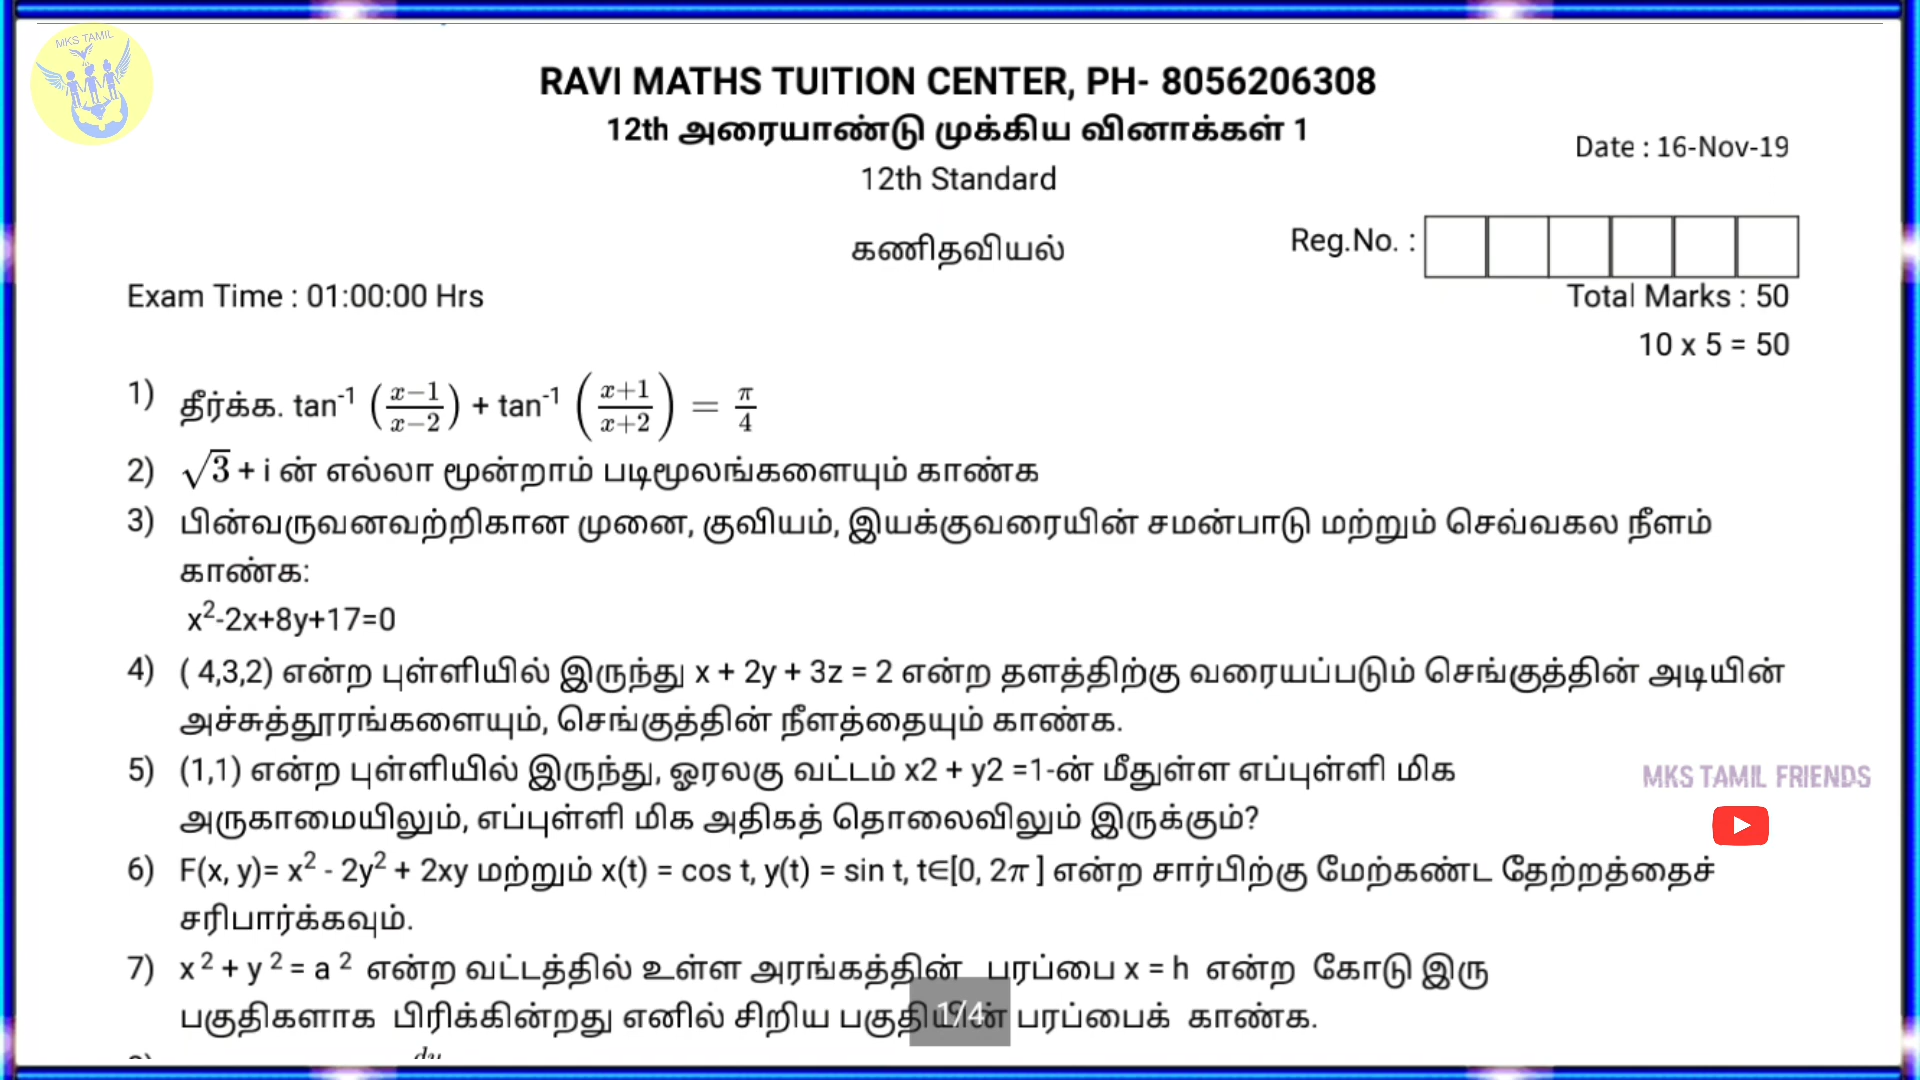 MKS TAMIL
RAVI MATHS TUITION CENTER, PH- 8056206308
12th அரையாண்டு முக்கிய வினாக்கள் 1
Date : 16-Nov-19
12th Standard
கணிதவியல்
Reg.No. :
Exam Time : 01:00:00 Hrs
Total Marks : 50
10 x 5 = 50
1) தீர்க்க. tan⁻¹ ((x−1)/(x−2)) + tan⁻¹ ((x+1)/(x+2)) = π/4
2) √3 + i ன் எல்லா மூன்றாம் படிமூலங்களையும் காண்க
3) பின்வருவனவற்றிகான முனை, குவியம், இயக்குவரையின் சமன்பாடு மற்றும் செவ்வகல நீளம்
காண்க:
x²-2x+8y+17=0
4) ( 4,3,2) என்ற புள்ளியில் இருந்து x + 2y + 3z = 2 என்ற தளத்திற்கு வரையப்படும் செங்குத்தின் அடியின்
அச்சுத்தூரங்களையும், செங்குத்தின் நீளத்தையும் காண்க.
5) (1,1) என்ற புள்ளியில் இருந்து, ஓரலகு வட்டம் x2 + y2 =1-ன் மீதுள்ள எப்புள்ளி மிக
அருகாமையிலும், எப்புள்ளி மிக அதிகத் தொலைவிலும் இருக்கும்?
MKS TAMIL FRIENDS
6) F(x, y)= x² - 2y² + 2xy மற்றும் x(t) = cos t, y(t) = sin t, t∈[0, 2π ] என்ற சார்பிற்கு மேற்கண்ட தேற்றத்தைச்
சரிபார்க்கவும்.
7) x ² + y ² = a ² என்ற வட்டத்தில் உள்ள அரங்கத்தின் பரப்பை x = h என்ற கோடு இரு
பகுதிகளாக பிரிக்கின்றது எனில் சிறிய பகுதியின் பரப்பைக் காண்க.
1/4